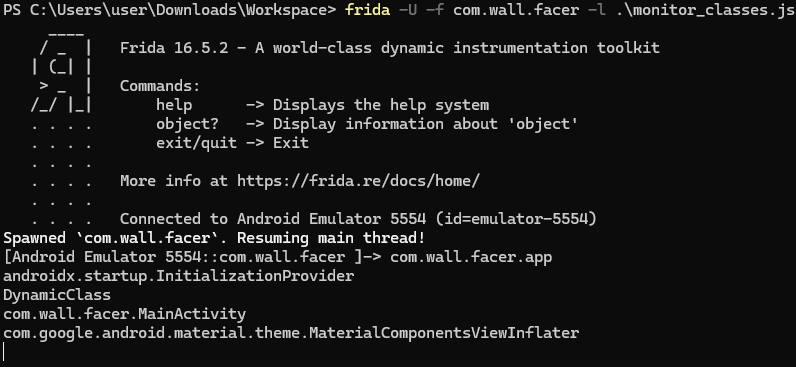 PS C:\Users\user\Downloads\Workspace> frida -U -f com.wall.facer -l .\monitor_classes.js
     ____
    / _  |   Frida 16.5.2 - A world-class dynamic instrumentation toolkit
   | (_| |
    > _  |   Commands:
   /_/ |_|       help      -> Displays the help system
   . . . .       object?   -> Display information about 'object'
   . . . .       exit/quit -> Exit
   . . . .
   . . . .   More info at https://frida.re/docs/home/
   . . . .
   . . . .   Connected to Android Emulator 5554 (id=emulator-5554)
Spawned `com.wall.facer`. Resuming main thread!
[Android Emulator 5554::com.wall.facer ]-> com.wall.facer.app
androidx.startup.InitializationProvider
DynamicClass
com.wall.facer.MainActivity
com.google.android.material.theme.MaterialComponentsViewInflater